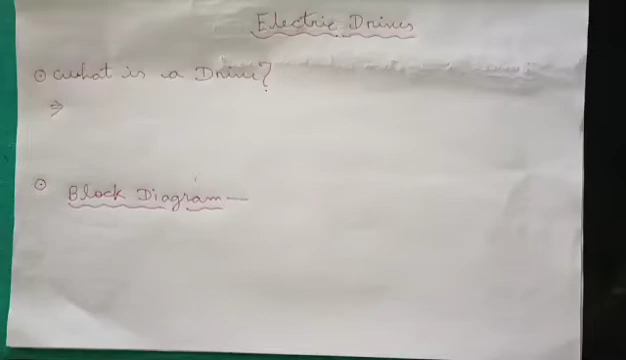 Electric Drives
⊙ What is a Drive?
⇒
⊙ Block Diagram —